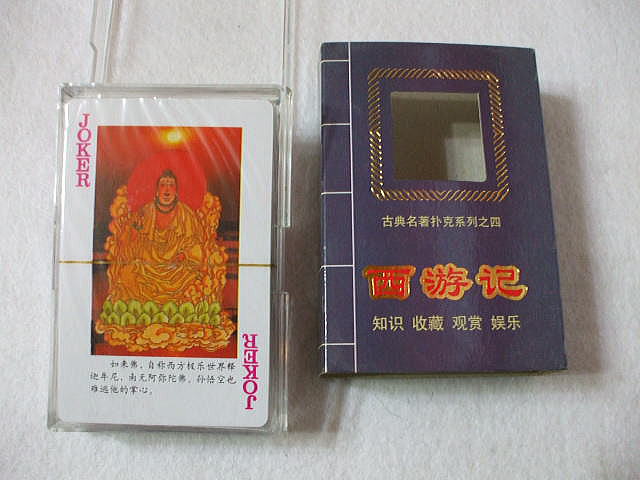 JOKER
如来佛，自称西方极乐世界释
迦牟尼，南无阿弥陀佛。孙悟空也
难逃他的掌心。
JOKER
古典名著扑克系列之四
西游记
知识 收藏 观赏 娱乐